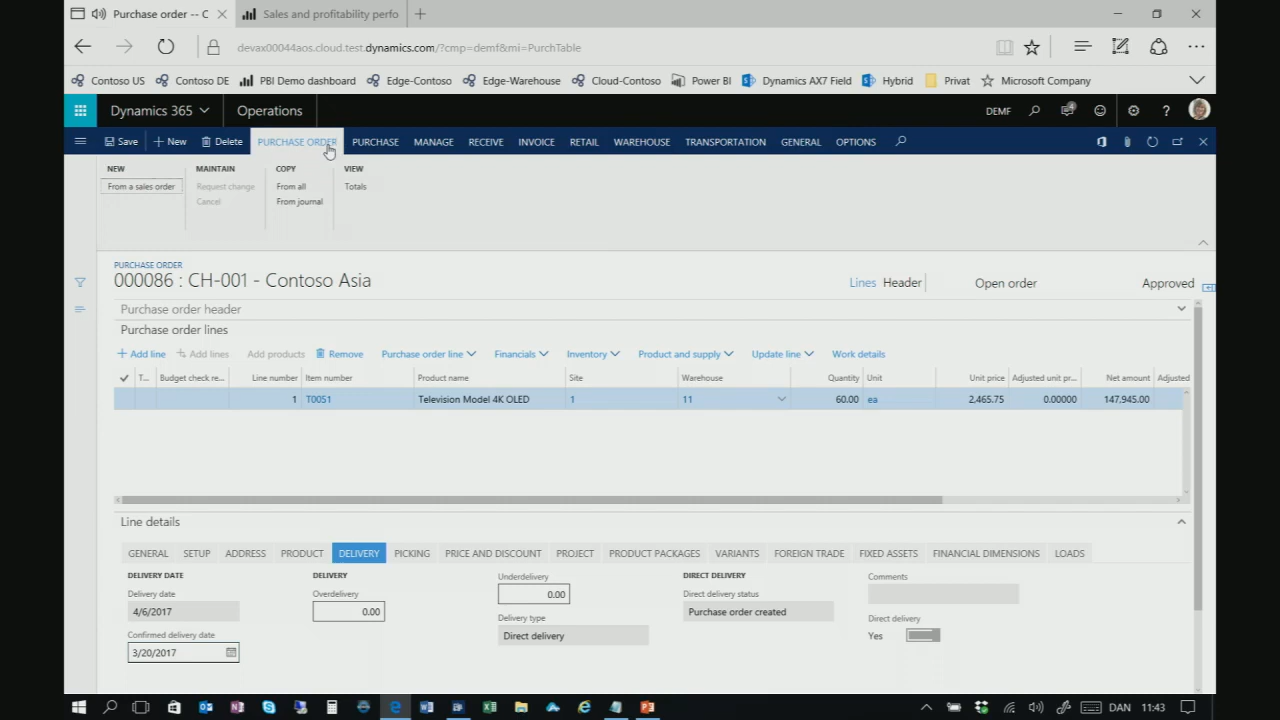 Purchase order -- C
Sales and profitability perfo
devax00044aos.cloud.test.dynamics.com/?cmp=demf&mi=PurchTable
Contoso US
Contoso DE
PBI Demo dashboard
Edge-Contoso
Edge-Warehouse
Cloud-Contoso
Power BI
Dynamics AX7 Field
Hybrid
Privat
Microsoft Company
Dynamics 365
Operations
DEMF
4
?
Save
+ New
Delete
PURCHASE ORDER
PURCHASE
MANAGE
RECEIVE
INVOICE
RETAIL
WAREHOUSE
TRANSPORTATION
GENERAL
OPTIONS
NEW
MAINTAIN
COPY
VIEW
From a sales order
Request change
From all
Totals
Cancel
From journal
PURCHASE ORDER
000086 : CH-001 - Contoso Asia
Lines
Header
Open order
Approved
Purchase order header
Purchase order lines
+ Add line
Add lines
Add products
Remove
Purchase order line
Financials
Inventory
Product and supply
Update line
Work details
T...
Budget check re...
Line number
Item number
Product name
Site
Warehouse
Quantity
Unit
Unit price
Adjusted unit pr...
Net amount
Adjusted
1
T0051
Television Model 4K OLED
1
11
60.00
ea
2,465.75
0.00000
147,945.00
Line details
GENERAL
SETUP
ADDRESS
PRODUCT
DELIVERY
PICKING
PRICE AND DISCOUNT
PROJECT
PRODUCT PACKAGES
VARIANTS
FOREIGN TRADE
FIXED ASSETS
FINANCIAL DIMENSIONS
LOADS
DELIVERY DATE
DELIVERY
Underdelivery
DIRECT DELIVERY
Comments
Delivery date
Overdelivery
0.00
Direct delivery status
4/6/2017
0.00
Delivery type
Purchase order created
Direct delivery
Confirmed delivery date
Direct delivery
Yes
3/20/2017
DAN
11:43